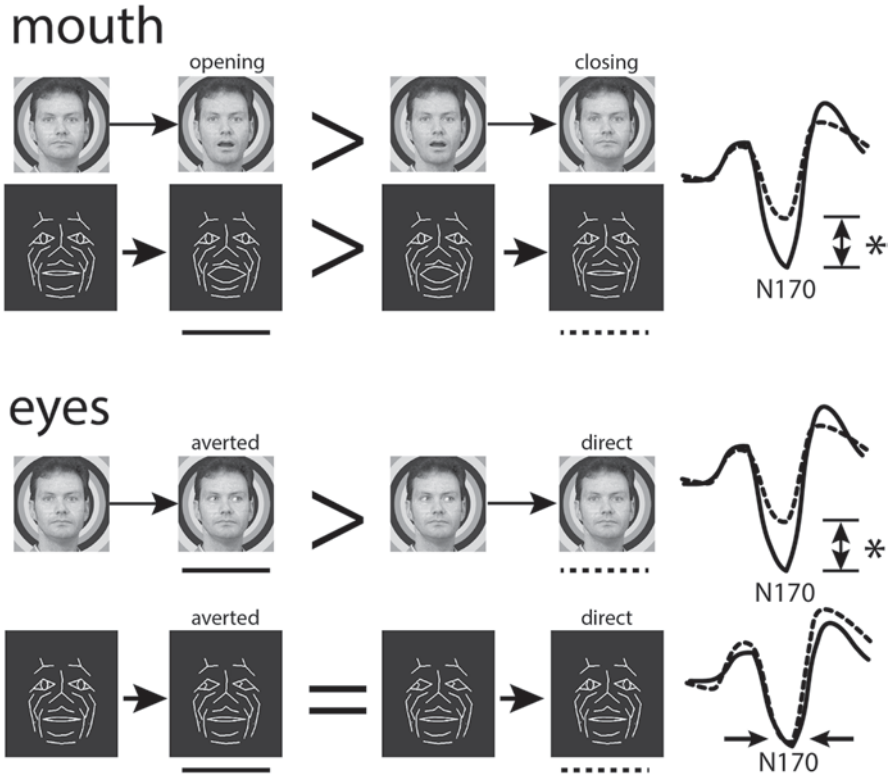 mouth
opening
closing
>
>
*
N170
eyes
averted
direct
>
*
N170
averted
direct
=
N170